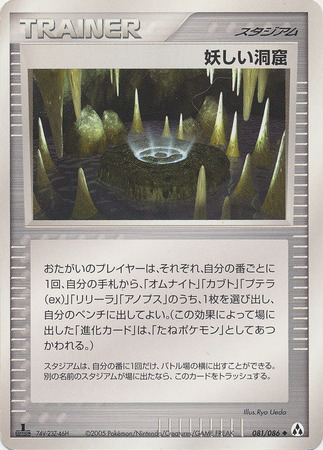 TRAINER
スタジアム
妖しい洞窟
おたがいのプレイヤーは、それぞれ、自分の番ごとに
1回、自分の手札から、「オムナイト」「カブト」「プテラ
（ex）」「リリーラ」「アノプス」のうち、1枚を選び出し、
自分のベンチに出してよい。（この効果によって場に
出した「進化カード」は、「たねポケモン」としてあつ
かわれる。）
スタジアムは、自分の番に1回だけ、バトル場の横に出すことができる。
別の名前のスタジアムが場に出たなら、このカードをトラッシュする。
Illus.Ryo Ueda
1 EDITION
74V-23Z-46H
©2005 Pokémon/Nintendo/Creatures/GAMEFREAK
081/086